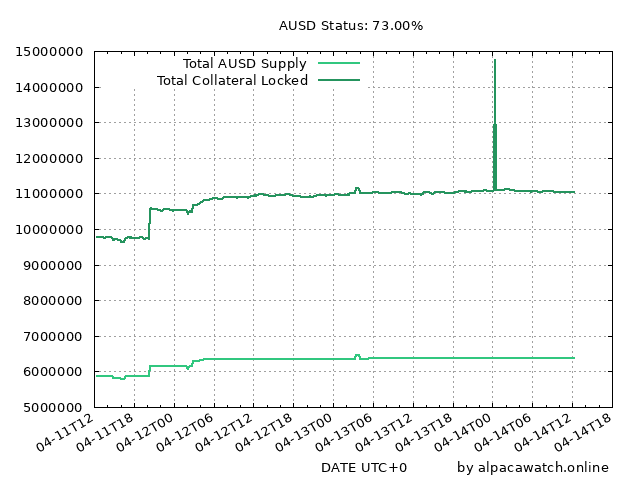 AUSD Status: 73.00%
Total AUSD Supply
Total Collateral Locked
15000000
14000000
13000000
12000000
11000000
10000000
9000000
8000000
7000000
6000000
5000000
04-11T12
04-11T18
04-12T00
04-12T06
04-12T12
04-12T18
04-13T00
04-13T06
04-13T12
04-13T18
04-14T00
04-14T06
04-14T12
04-14T18
DATE UTC+0
by alpacawatch.online